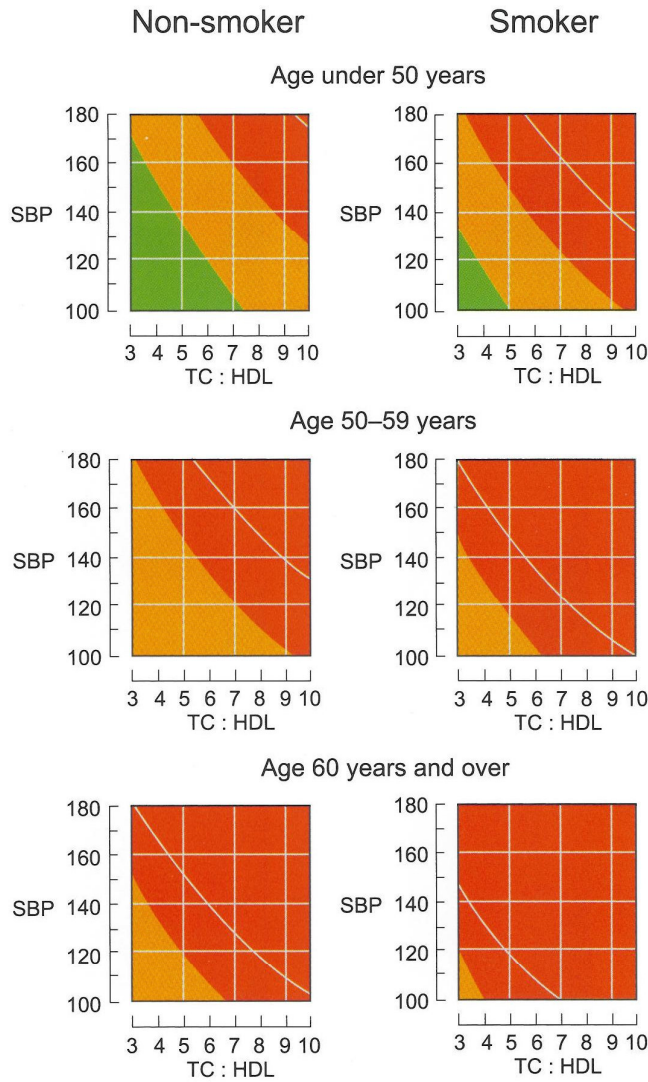 Non-smoker Smoker
Age under 50 years
180 180
160 160
SBP 140 SBP 140
120 120
100 100
3 4 5 6 7 8 9 10 3 4 5 6 7 8 9 10
TC : HDL TC : HDL
Age 50–59 years
180 180
160 160
SBP 140 SBP 140
120 120
100 100
3 4 5 6 7 8 9 10 3 4 5 6 7 8 9 10
TC : HDL TC : HDL
Age 60 years and over
180 180
160 160
SBP 140 SBP 140
120 120
100 100
3 4 5 6 7 8 9 10 3 4 5 6 7 8 9 10
TC : HDL TC : HDL